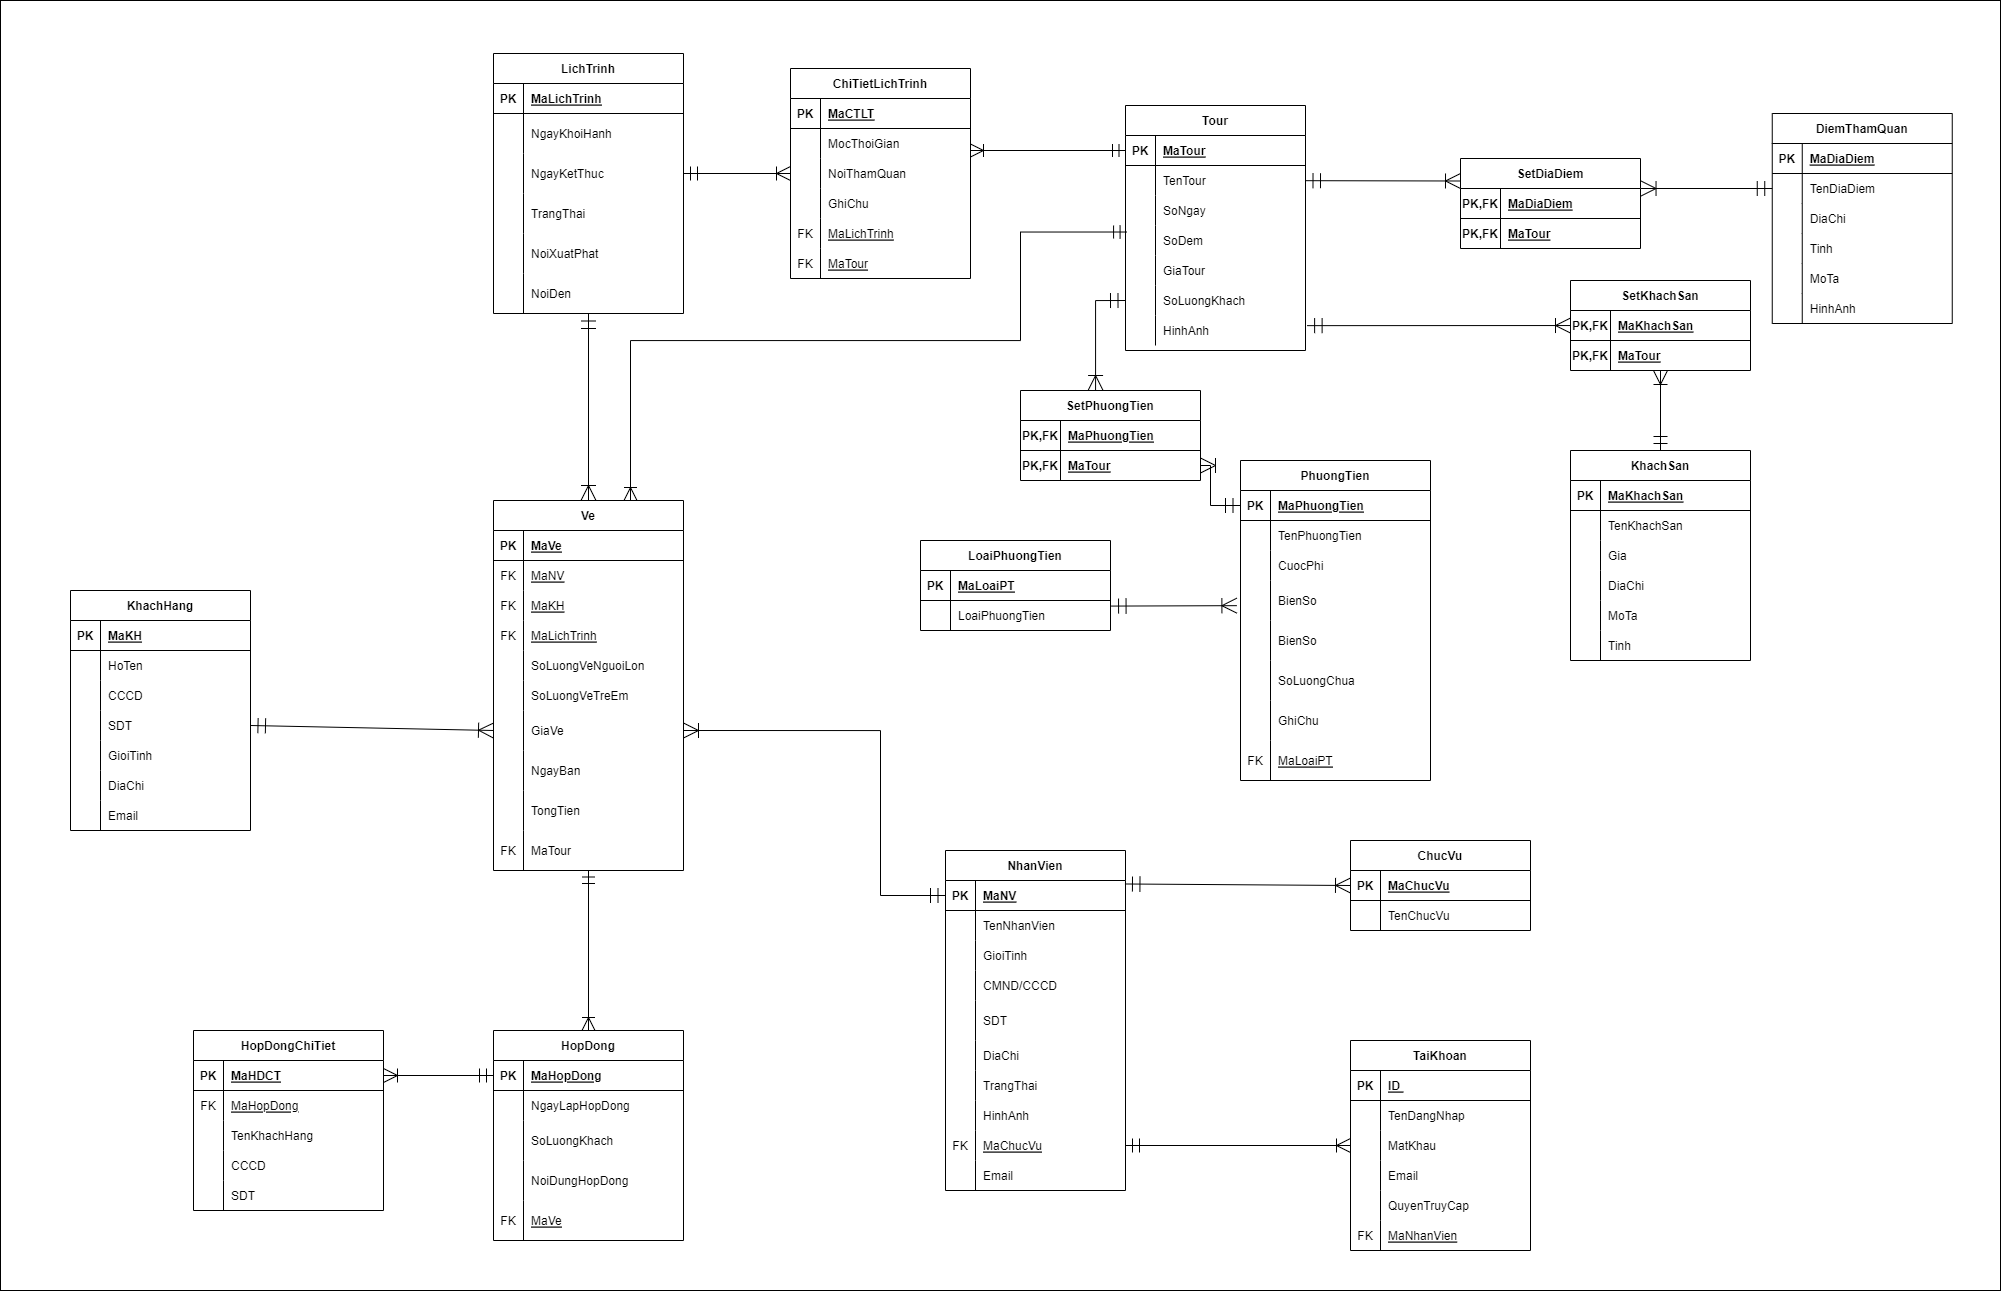 LichTrinh
PK MaLichTrinh
NgayKhoiHanh
NgayKetThuc
TrangThai
NoiXuatPhat
NoiDen
ChiTietLichTrinh
PK MaCTLT
MocThoiGian
NoiThamQuan
GhiChu
FK MaLichTrinh
FK MaTour
Tour
PK MaTour
TenTour
SoNgay
SoDem
GiaTour
SoLuongKhach
HinhAnh
SetDiaDiem
PK,FK MaDiaDiem
PK,FK MaTour
DiemThamQuan
PK MaDiaDiem
TenDiaDiem
DiaChi
Tinh
MoTa
HinhAnh
SetKhachSan
PK,FK MaKhachSan
PK,FK MaTour
SetPhuongTien
PK,FK MaPhuongTien
PK,FK MaTour
PhuongTien
PK MaPhuongTien
TenPhuongTien
CuocPhi
BienSo
BienSo
SoLuongChua
GhiChu
FK MaLoaiPT
KhachSan
PK MaKhachSan
TenKhachSan
Gia
DiaChi
MoTa
Tinh
LoaiPhuongTien
PK MaLoaiPT
LoaiPhuongTien
Ve
PK MaVe
FK MaNV
FK MaKH
FK MaLichTrinh
SoLuongVeNguoiLon
SoLuongVeTreEm
GiaVe
NgayBan
TongTien
FK MaTour
KhachHang
PK MaKH
HoTen
CCCD
SDT
GioiTinh
DiaChi
Email
NhanVien
PK MaNV
TenNhanVien
GioiTinh
CMND/CCCD
SDT
DiaChi
TrangThai
HinhAnh
FK MaChucVu
Email
ChucVu
PK MaChucVu
TenChucVu
HopDongChiTiet
PK MaHDCT
FK MaHopDong
TenKhachHang
CCCD
SDT
HopDong
PK MaHopDong
NgayLapHopDong
SoLuongKhach
NoiDungHopDong
FK MaVe
TaiKhoan
PK ID
TenDangNhap
MatKhau
Email
QuyenTruyCap
FK MaNhanVien